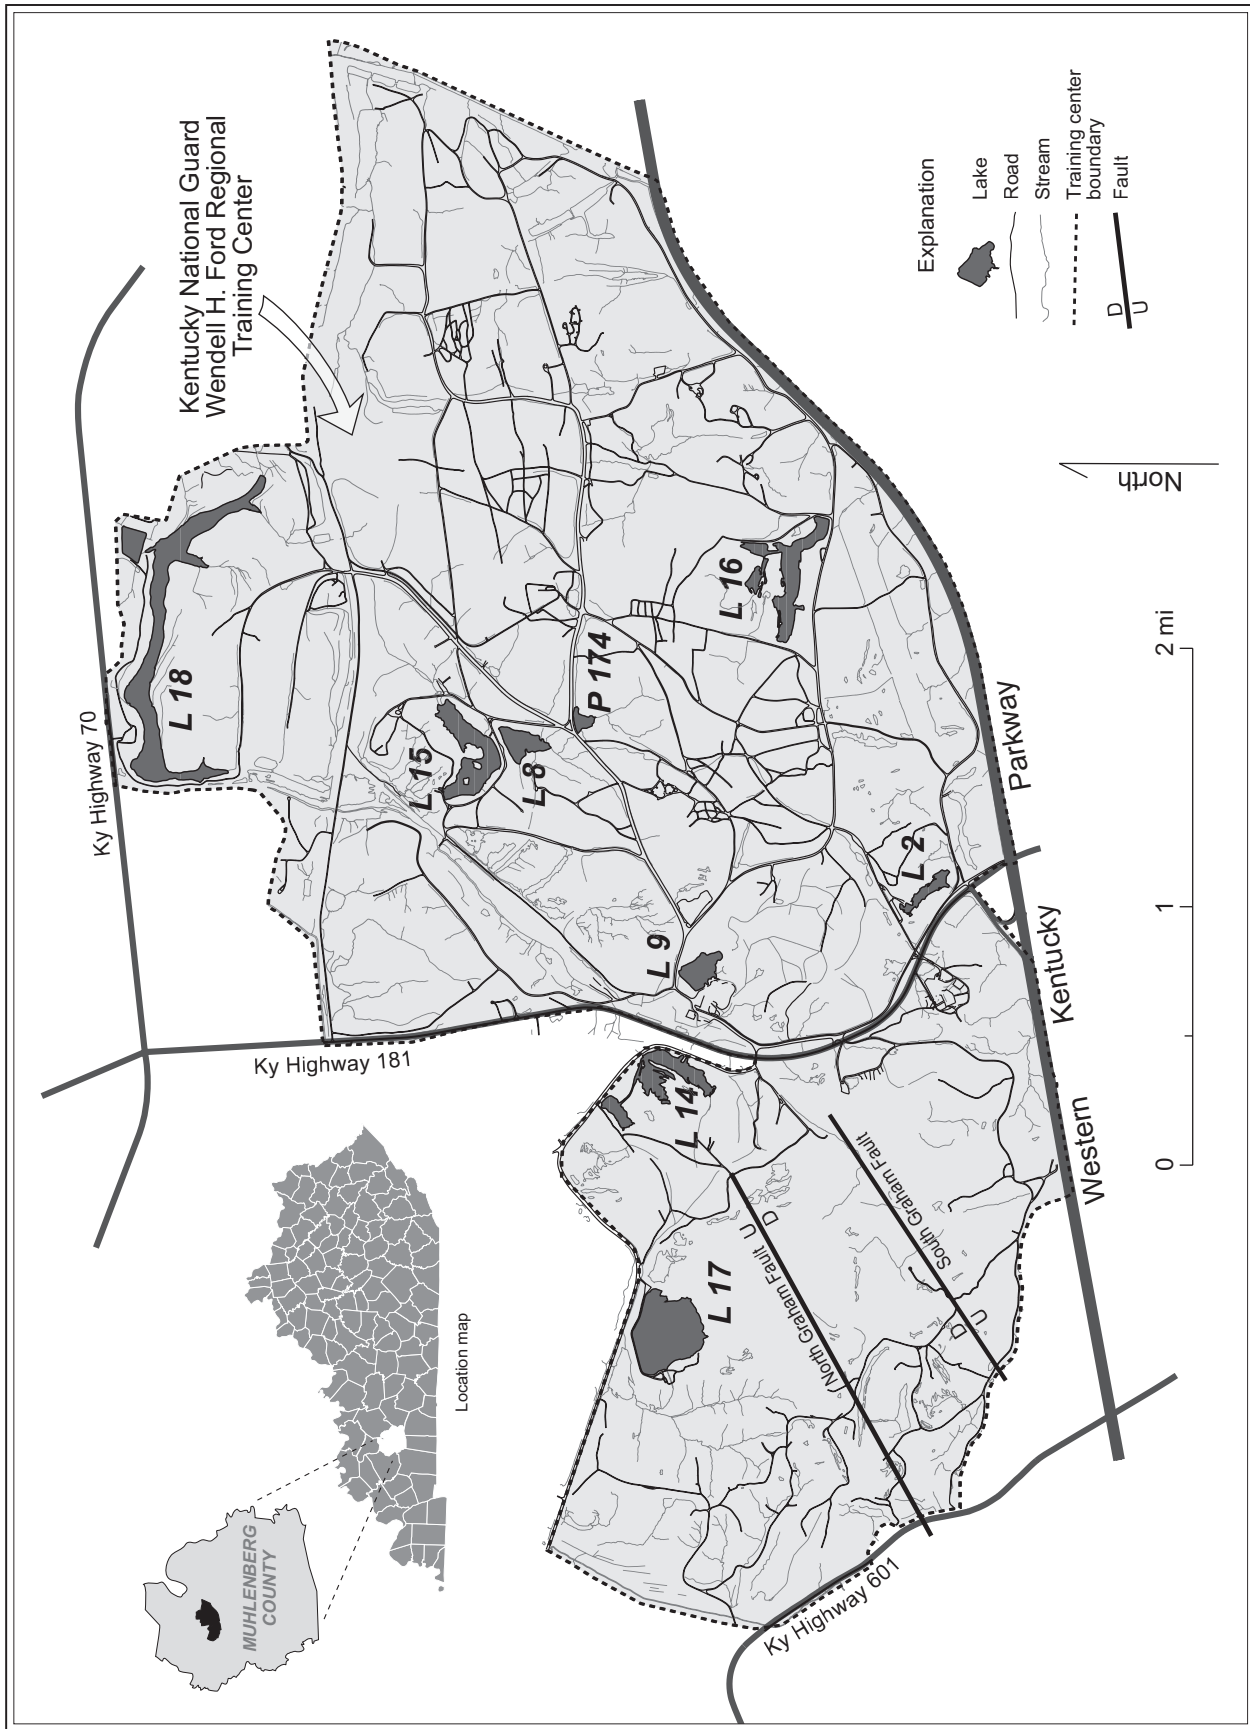 Kentucky National Guard
Wendell H. Ford Regional
Training Center
Ky Highway 70
Ky Highway 181
Ky Highway 601
Western
Kentucky
Parkway
L 18
L 15
L 8
P 174
L 16
L 9
L 2
L 14
L 17
North Graham Fault
U
D
South Graham Fault
D
U
MUHLENBERG
COUNTY
Location map
Explanation
Lake
Road
Stream
Training center
boundary
D
U
Fault
North
0
1
2 mi